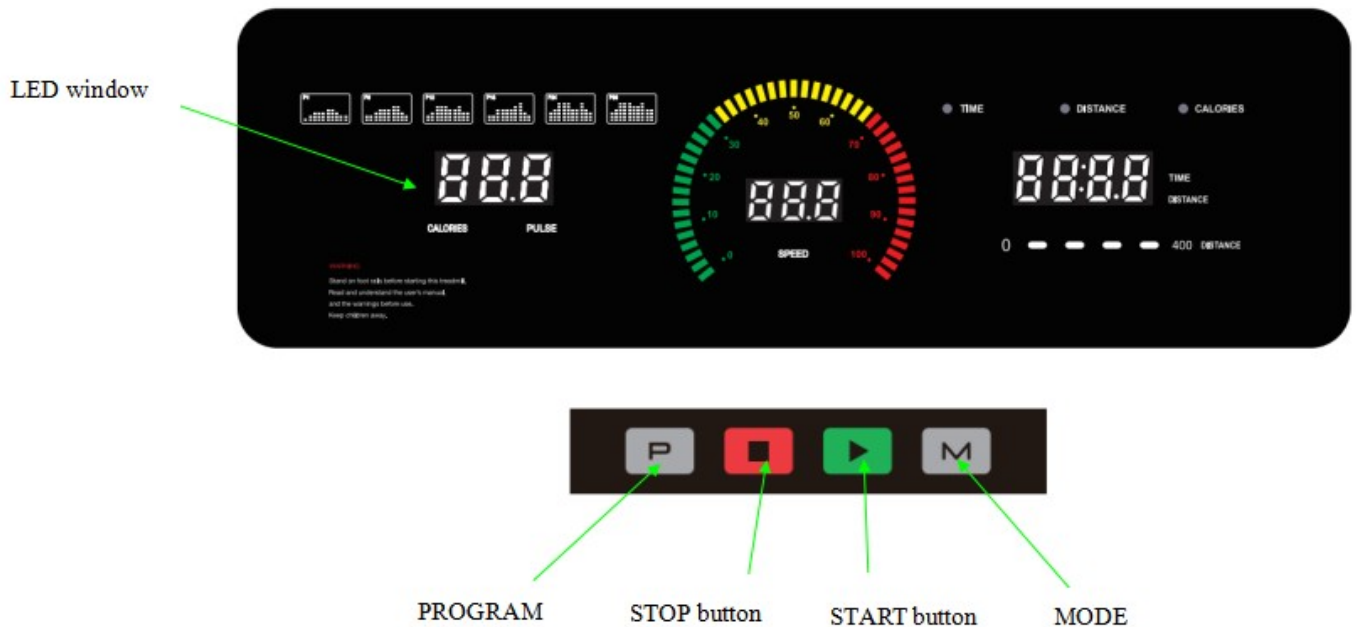 LED window
TIME
DISTANCE
CALORIES
88.8
CALORIES
PULSE
WARNING:
Stand on foot rails before starting this treadmill.
Read and understand the user's manual,
and the warnings before use.
Keep children away.
0
10
20
30
40
50
60
70
80
90
100
88.8
SPEED
88:8.8
TIME
DISTANCE
0
400 DISTANCE
P
M
PROGRAM
STOP button
START button
MODE